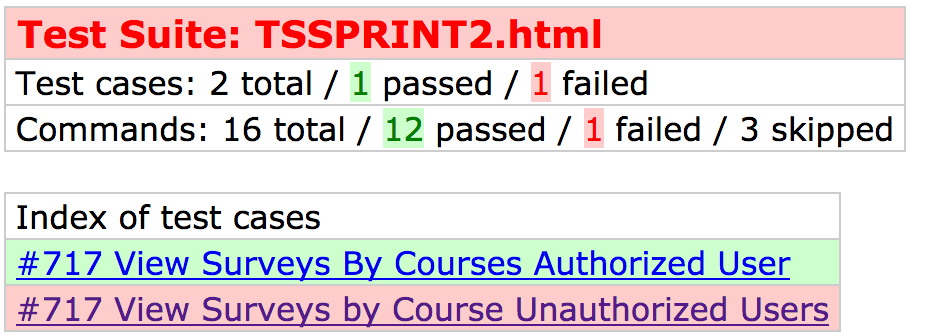 Test Suite: TSSPRINT2.html
Test cases: 2 total / 1 passed / 1 failed
Commands: 16 total / 12 passed / 1 failed / 3 skipped
Index of test cases
#717 View Surveys By Courses Authorized User
#717 View Surveys by Course Unauthorized Users